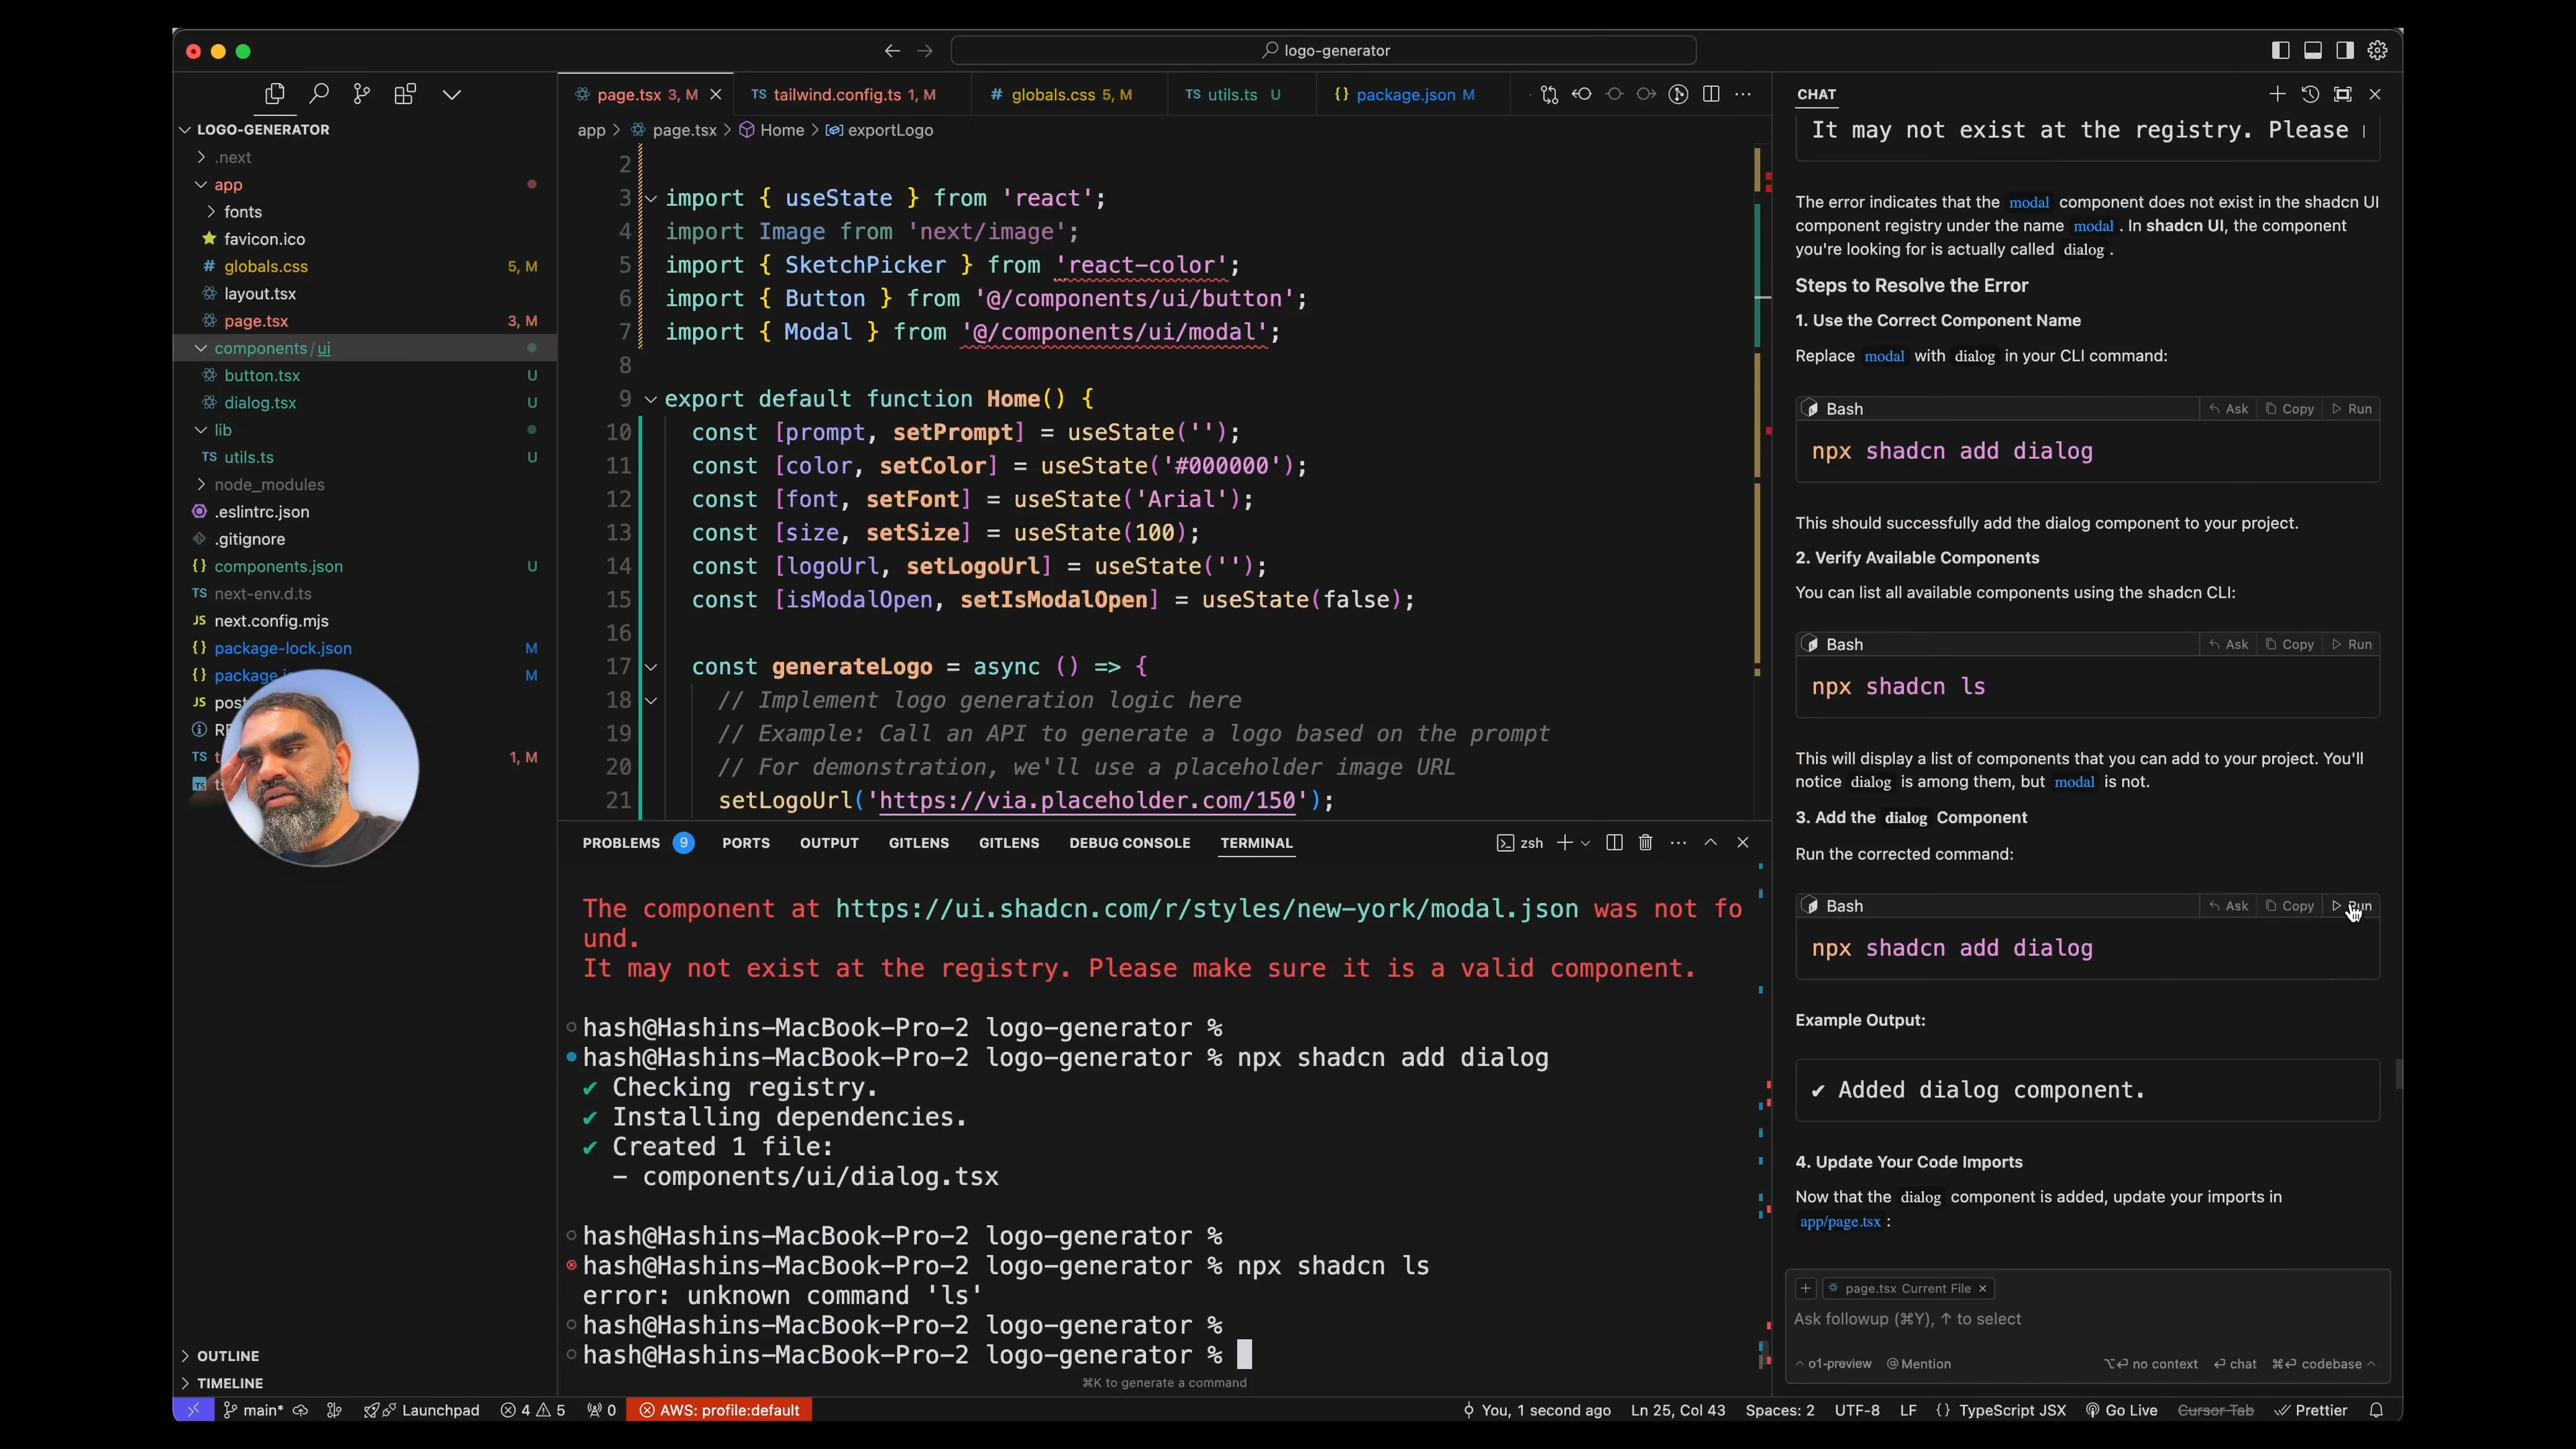 logo-generator
LOGO-GENERATOR
.next
app
fonts
favicon.ico
globals.css 5, M
layout.tsx
page.tsx 3, M
components/ui
button.tsx U
dialog.tsx U
lib
TS utils.ts U
node_modules
.eslintrc.json
.gitignore
{} components.json U
TS next-env.d.ts
JS next.config.mjs
{} package-lock.json M
{} package M
JS
TS 1, M
OUTLINE
TIMELINE
page.tsx 3, M
TS tailwind.config.ts 1, M
# globals.css 5, M
TS utils.ts U
{} package.json M
app > page.tsx > Home > exportLogo
2
3 import { useState } from 'react';
4 import Image from 'next/image';
5 import { SketchPicker } from 'react-color';
6 import { Button } from '@/components/ui/button';
7 import { Modal } from '@/components/ui/modal';
8
9 export default function Home() {
10 const [prompt, setPrompt] = useState('');
11 const [color, setColor] = useState('#000000');
12 const [font, setFont] = useState('Arial');
13 const [size, setSize] = useState(100);
14 const [logoUrl, setLogoUrl] = useState('');
15 const [isModalOpen, setIsModalOpen] = useState(false);
16
17 const generateLogo = async () => {
18 // Implement logo generation logic here
19 // Example: Call an API to generate a logo based on the prompt
20 // For demonstration, we'll use a placeholder image URL
21 setLogoUrl('https://via.placeholder.com/150');
PROBLEMS 9 PORTS OUTPUT GITLENS GITLENS DEBUG CONSOLE TERMINAL zsh
The component at https://ui.shadcn.com/r/styles/new-york/modal.json was not fo
und.
It may not exist at the registry. Please make sure it is a valid component.
hash@Hashins-MacBook-Pro-2 logo-generator %
hash@Hashins-MacBook-Pro-2 logo-generator % npx shadcn add dialog
✔ Checking registry.
✔ Installing dependencies.
✔ Created 1 file:
- components/ui/dialog.tsx
hash@Hashins-MacBook-Pro-2 logo-generator %
hash@Hashins-MacBook-Pro-2 logo-generator % npx shadcn ls
error: unknown command 'ls'
hash@Hashins-MacBook-Pro-2 logo-generator %
hash@Hashins-MacBook-Pro-2 logo-generator %
⌘K to generate a command
CHAT
It may not exist at the registry. Please
The error indicates that the modal component does not exist in the shadcn UI
component registry under the name modal . In shadcn UI, the component
you're looking for is actually called dialog .
Steps to Resolve the Error
1. Use the Correct Component Name
Replace modal with dialog in your CLI command:
Bash Ask Copy Run
npx shadcn add dialog
This should successfully add the dialog component to your project.
2. Verify Available Components
You can list all available components using the shadcn CLI:
Bash Ask Copy Run
npx shadcn ls
This will display a list of components that you can add to your project. You'll
notice dialog is among them, but modal is not.
3. Add the dialog Component
Run the corrected command:
Bash Ask Copy Run
npx shadcn add dialog
Example Output:
✔ Added dialog component.
4. Update Your Code Imports
Now that the dialog component is added, update your imports in
app/page.tsx :
page.tsx Current File ×
Ask followup (⌘Y), ↑ to select
o1-preview @Mention no context chat codebase
main* Launchpad 4 5 0 AWS: profile:default You, 1 second ago Ln 25, Col 43 Spaces: 2 UTF-8 LF {} TypeScript JSX Go Live Cursor Tab Prettier